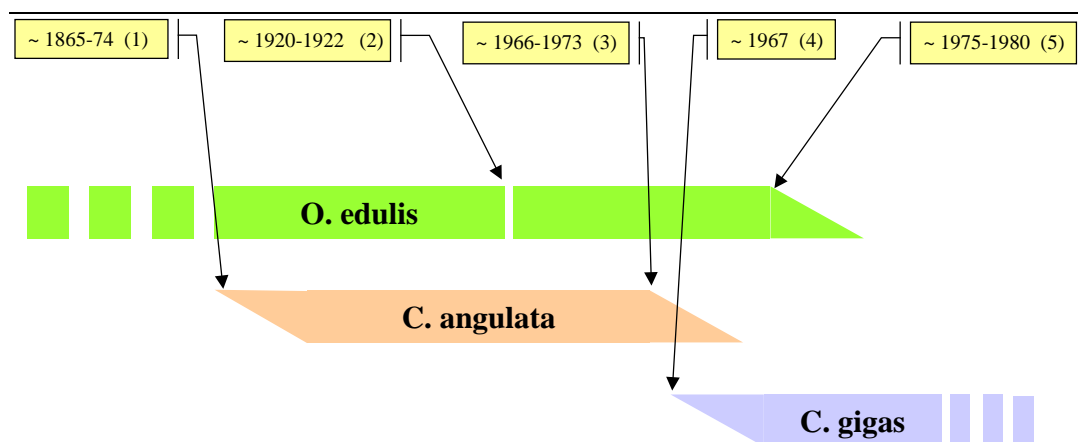 ~ 1865-74  (1)
~ 1920-1922  (2)
~ 1966-1973  (3)
~ 1967  (4)
~ 1975-1980  (5)
O. edulis
C. angulata
C. gigas